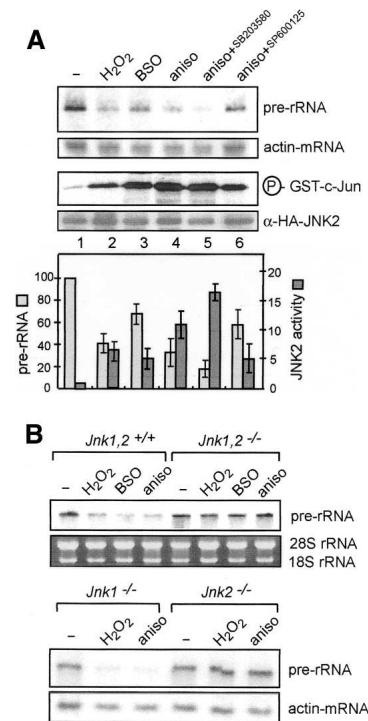 A
– H₂O₂ BSO aniso aniso+SB203580 aniso+SP600125
pre-rRNA
actin-mRNA
P - GST-c-Jun
α-HA-JNK2
1 2 3 4 5 6
pre-rRNA
100
80
60
40
20
0
20
15
10
5
0
JNK2 activity
B
Jnk1,2 +/+ Jnk1,2 -/-
– H₂O₂ BSO aniso – H₂O₂ BSO aniso
pre-rRNA
28S rRNA
18S rRNA
Jnk1 -/- Jnk2 -/-
– H₂O₂ aniso – H₂O₂ aniso
pre-rRNA
actin-mRNA